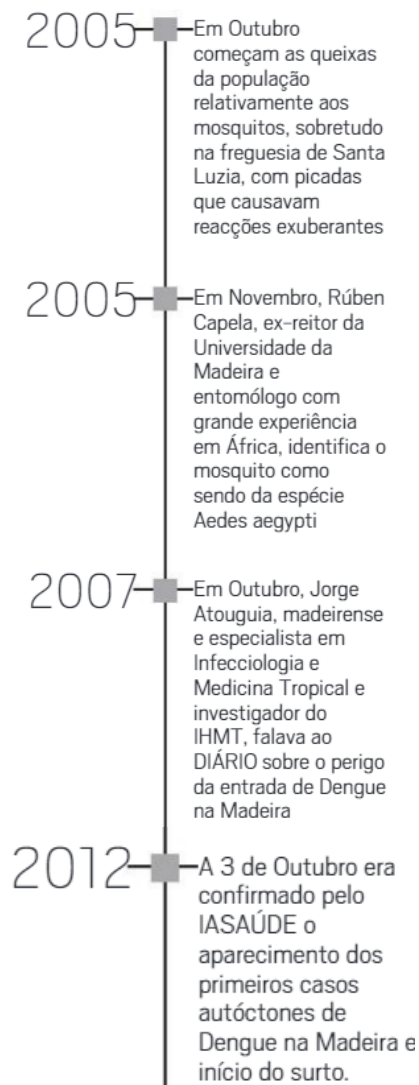 2005
Em Outubro
começam as queixas
da população
relativamente aos
mosquitos, sobretudo
na freguesia de Santa
Luzia, com picadas
que causavam
reacções exuberantes
2005
Em Novembro, Rúben
Capela, ex-reitor da
Universidade da
Madeira e
entomólogo com
grande experiência
em África, identifica o
mosquito como
sendo da espécie
Aedes aegypti
2007
Em Outubro, Jorge
Atouguia, madeirense
e especialista em
Infecciologia e
Medicina Tropical e
investigador do
IHMT, falava ao
DIÁRIO sobre o perigo
da entrada de Dengue
na Madeira
2012
A 3 de Outubro era
confirmado pelo
IASAÚDE o
aparecimento dos
primeiros casos
autóctones de
Dengue na Madeira e
início do surto.